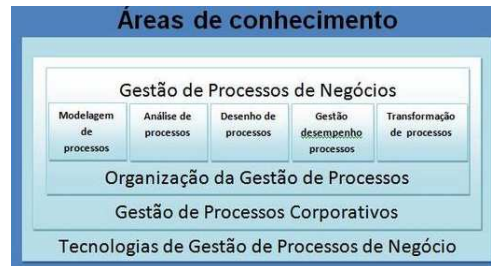 Áreas de conhecimento
Gestão de Processos de Negócios
Modelagem
de
processos
Análise de
processos
Desenho de
processos
Gestão
desempenho
processos
Transformação
de processos
Organização da Gestão de Processos
Gestão de Processos Corporativos
Tecnologias de Gestão de Processos de Negócio